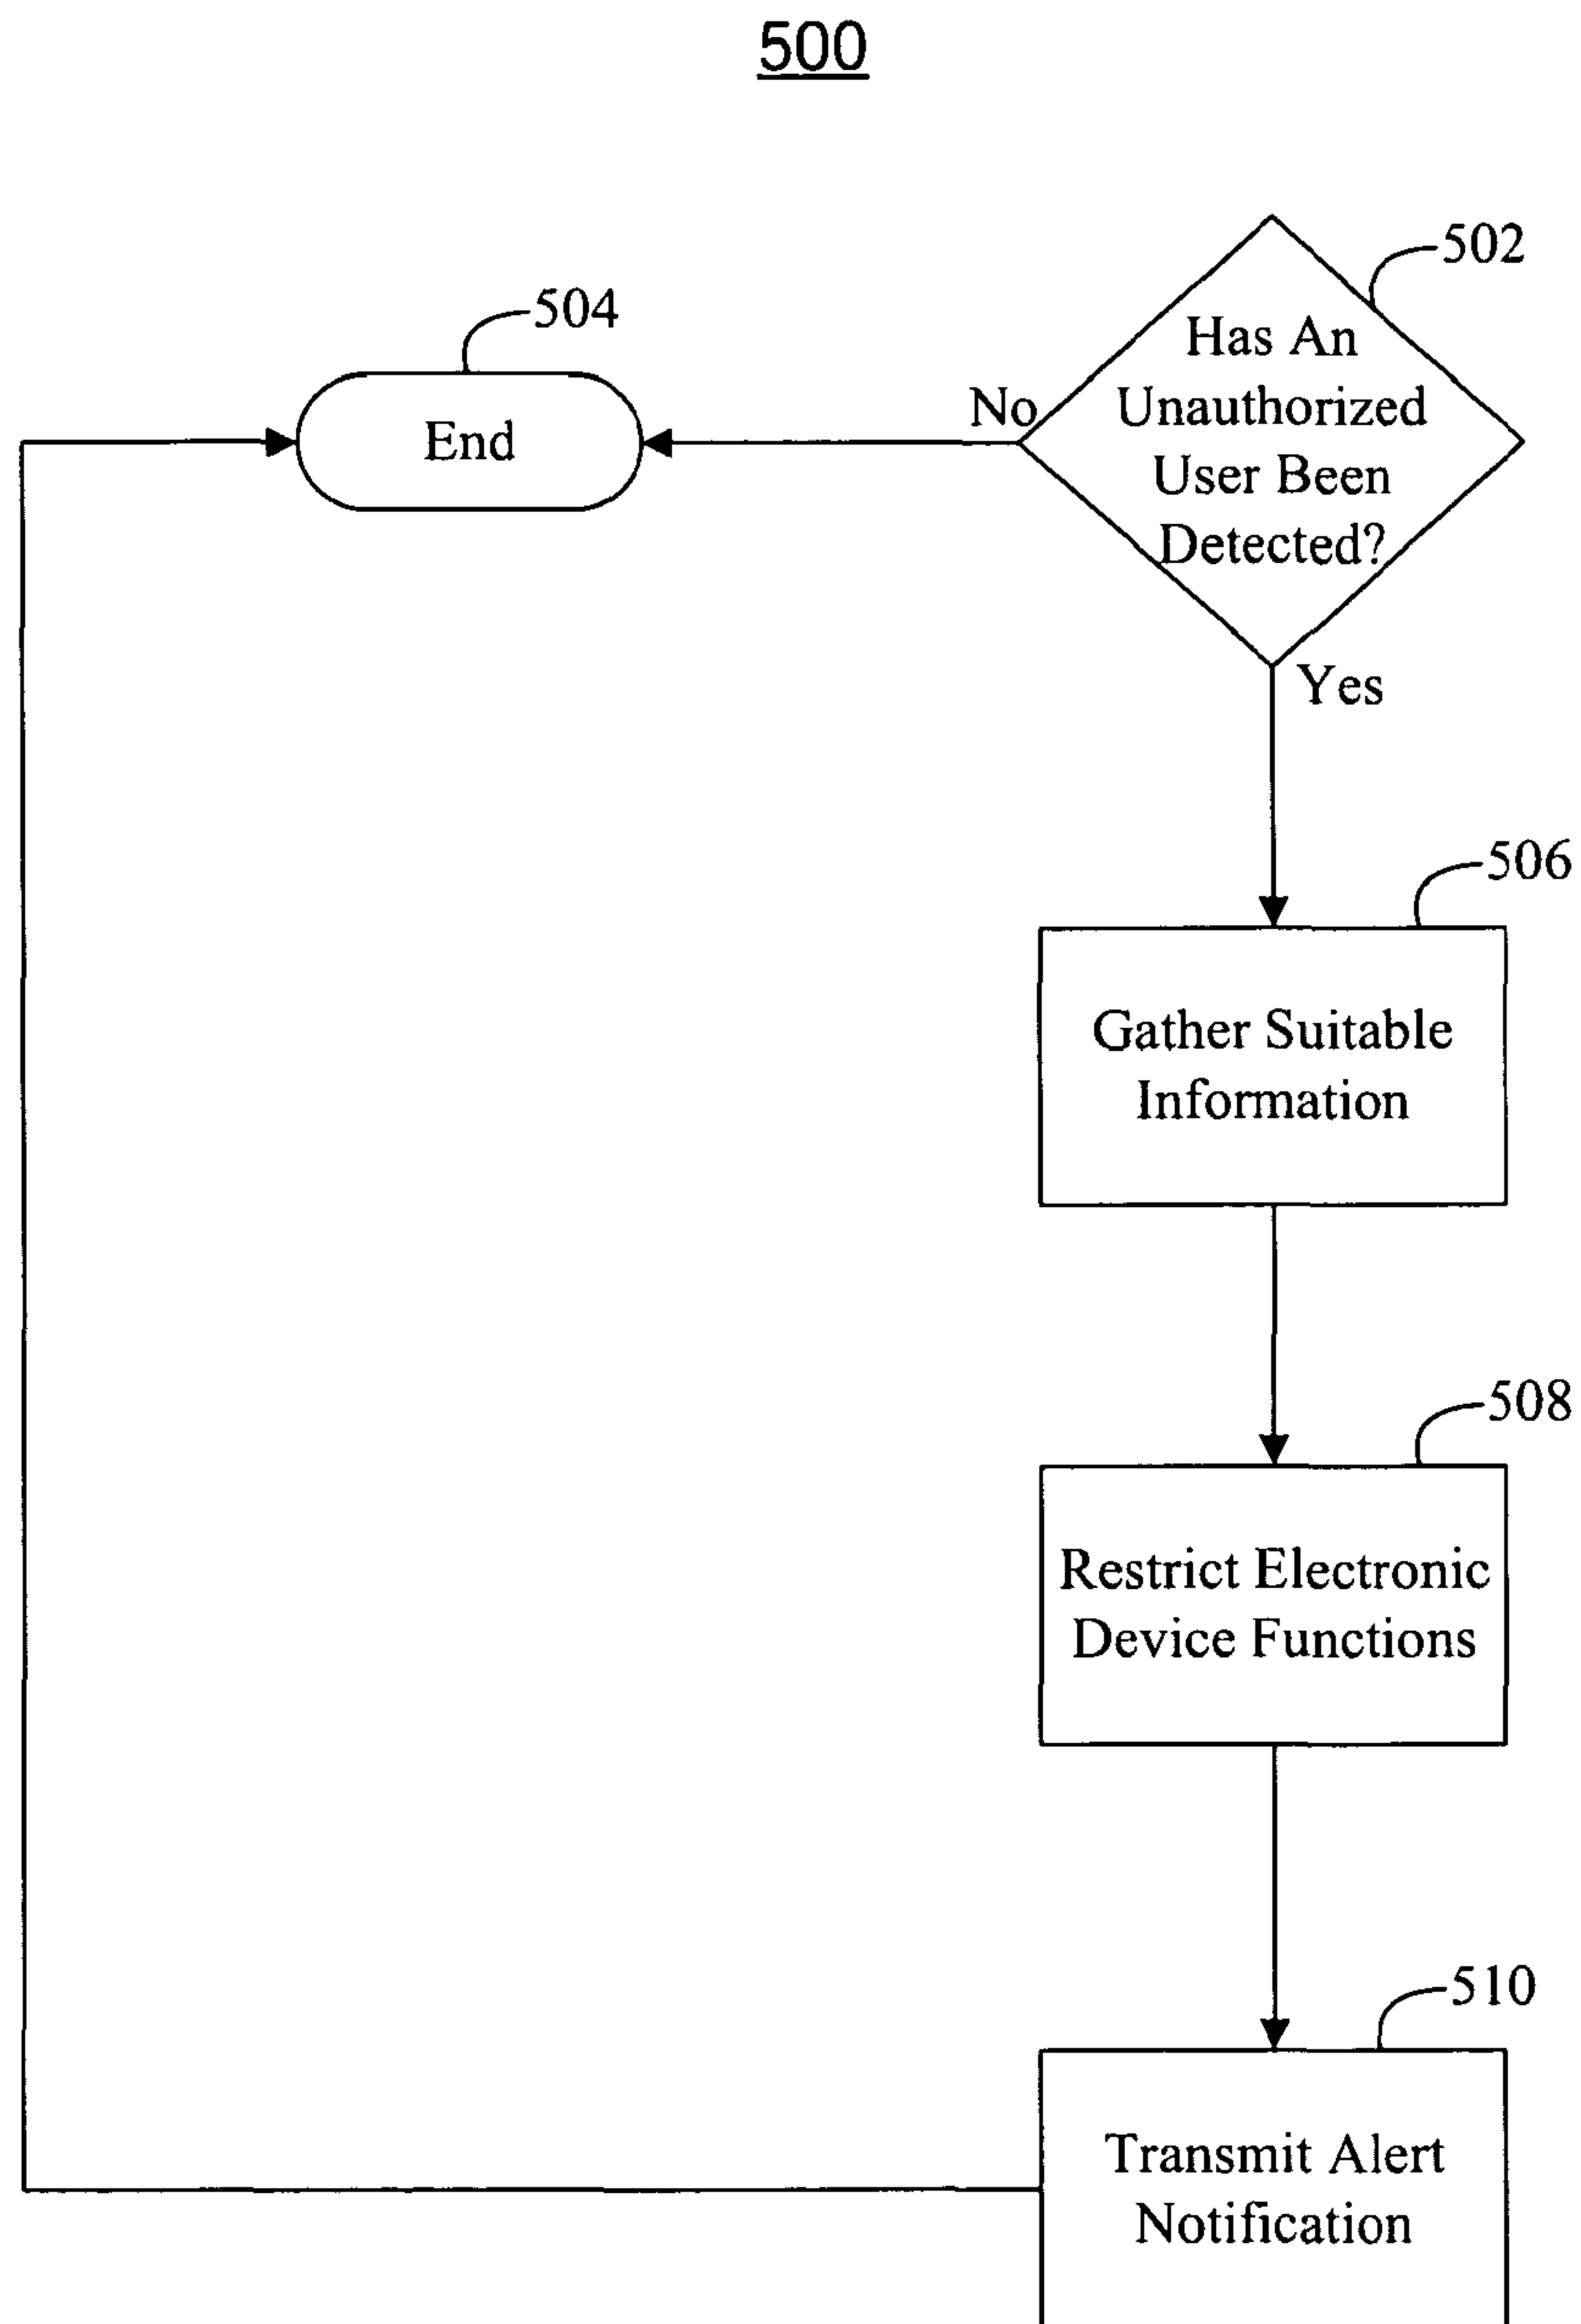 500
502
Has An
Unauthorized
User Been
Detected?
504
End
No
Yes
506
Gather Suitable
Information
508
Restrict Electronic
Device Functions
510
Transmit Alert
Notification